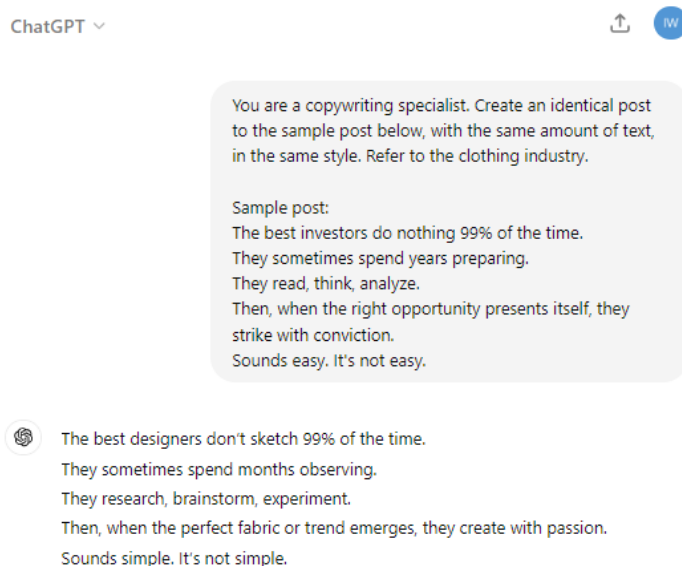 ChatGPT
IW
You are a copywriting specialist. Create an identical post
to the sample post below, with the same amount of text,
in the same style. Refer to the clothing industry.
Sample post:
The best investors do nothing 99% of the time.
They sometimes spend years preparing.
They read, think, analyze.
Then, when the right opportunity presents itself, they
strike with conviction.
Sounds easy. It's not easy.
The best designers don’t sketch 99% of the time.
They sometimes spend months observing.
They research, brainstorm, experiment.
Then, when the perfect fabric or trend emerges, they create with passion.
Sounds simple. It's not simple.